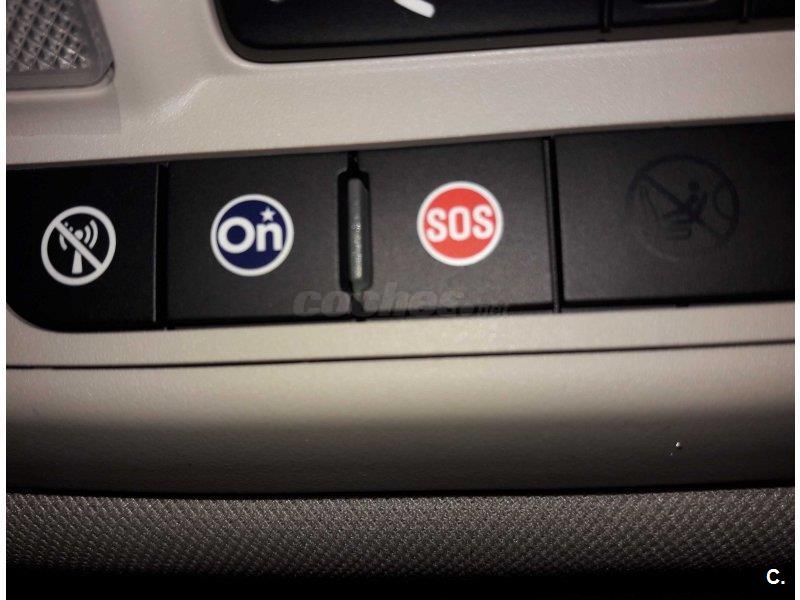 On SOS
coches.net
C.